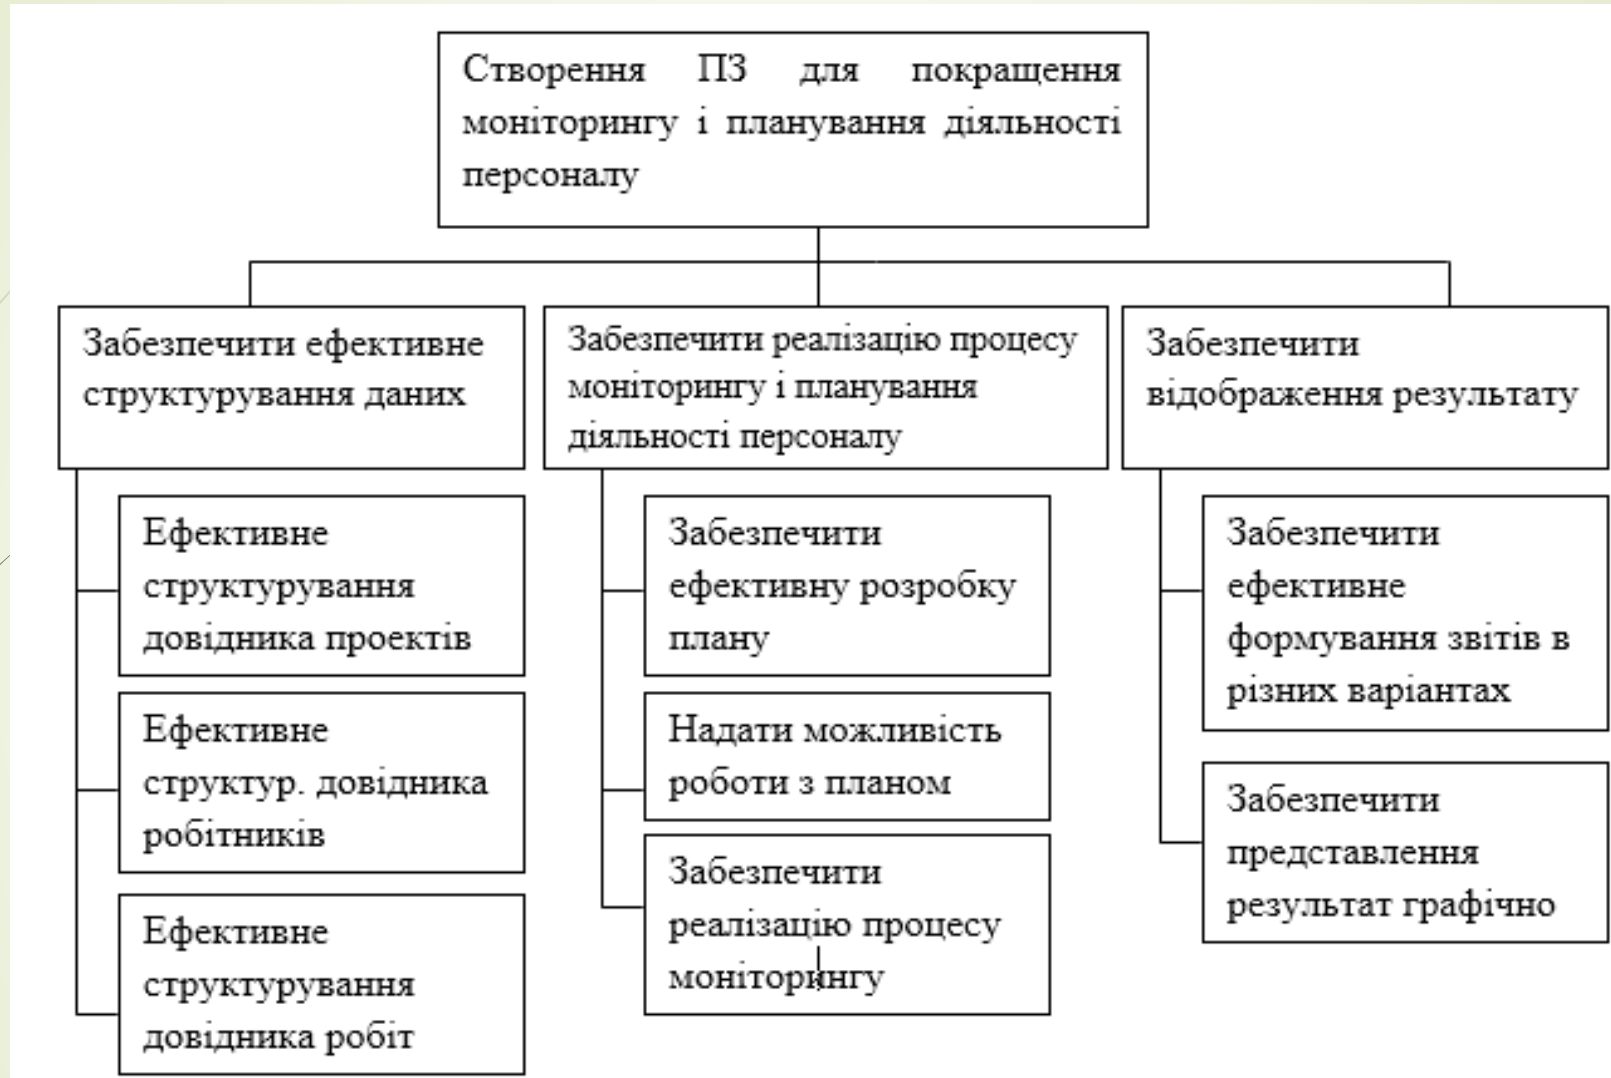 Створення ПЗ для покращення
моніторингу і планування діяльності
персоналу
Забезпечити ефективне
структурування даних
Ефективне
структурування
довідника проектів
Ефективне
структур. довідника
робітників
Ефективне
структурування
довідника робіт
Забезпечити реалізацію процесу
моніторингу і планування
діяльності персоналу
Забезпечити
ефективну розробку
плану
Надати можливість
роботи з планом
Забезпечити
реалізацію процесу
моніторингу
Забезпечити
відображення результату
Забезпечити
ефективне
формування звітів в
різних варіантах
Забезпечити
представлення
результат графічно